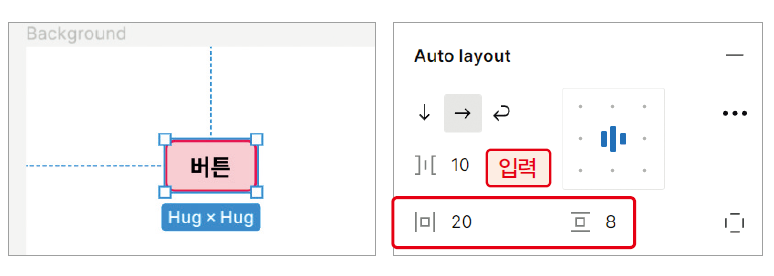 Background
버튼
Hug × Hug
Auto layout
10 입력
20 8